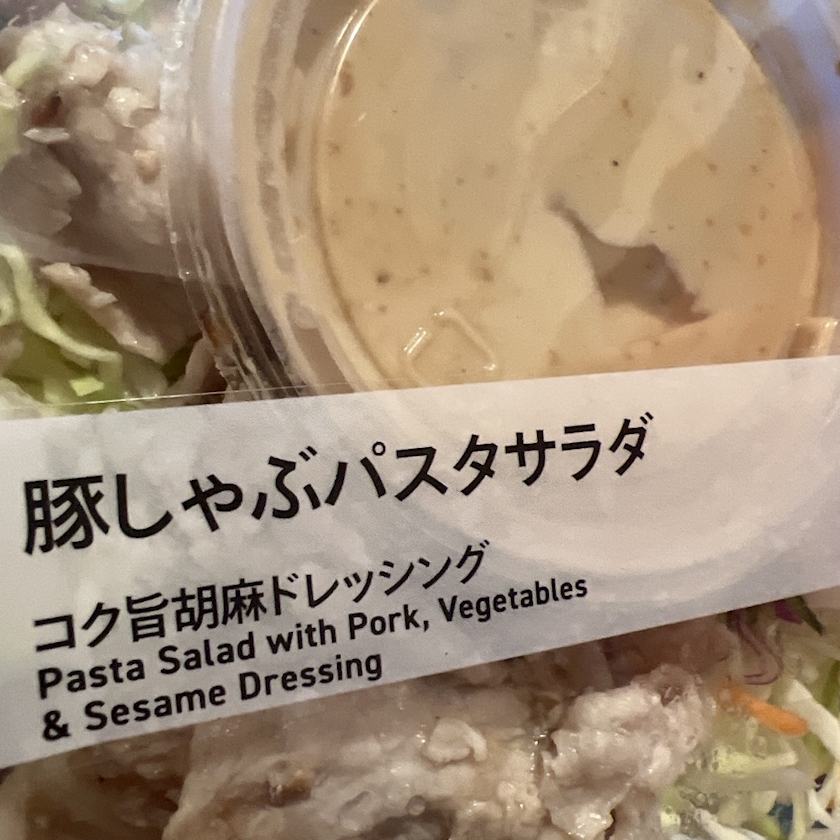 豚しゃぶパスタサラダ
コク旨胡麻ドレッシング
Pasta Salad with Pork, Vegetables
& Sesame Dressing